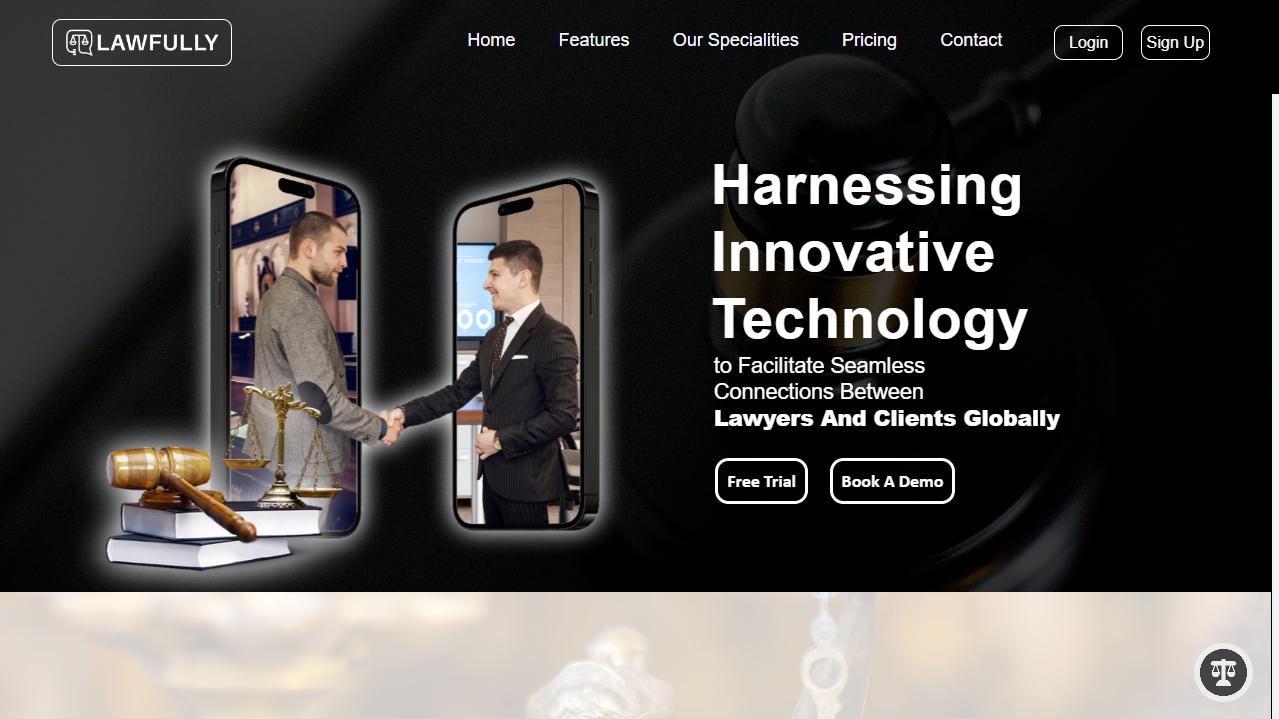 LAWFULLY
Home Features Our Specialities Pricing Contact Login Sign Up
Harnessing
Innovative
Technology
to Facilitate Seamless
Connections Between
Lawyers And Clients Globally
Free Trial Book A Demo